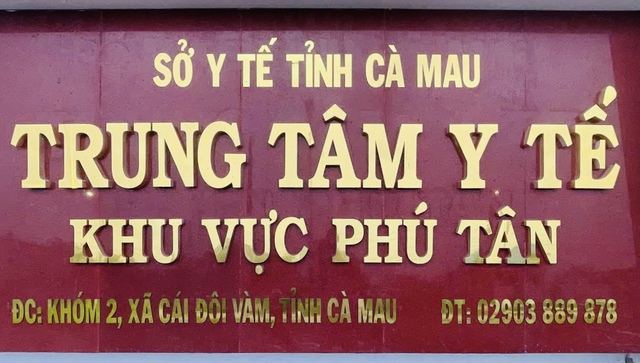 SỞ Y TẾ TỈNH CÀ MAU
TRUNG TÂM Y TẾ
KHU VỰC PHÚ TÂN
ĐC: KHÓM 2, XÃ CÁI ĐÔI VÀM, TỈNH CÀ MAU ĐT: 02903 889 878